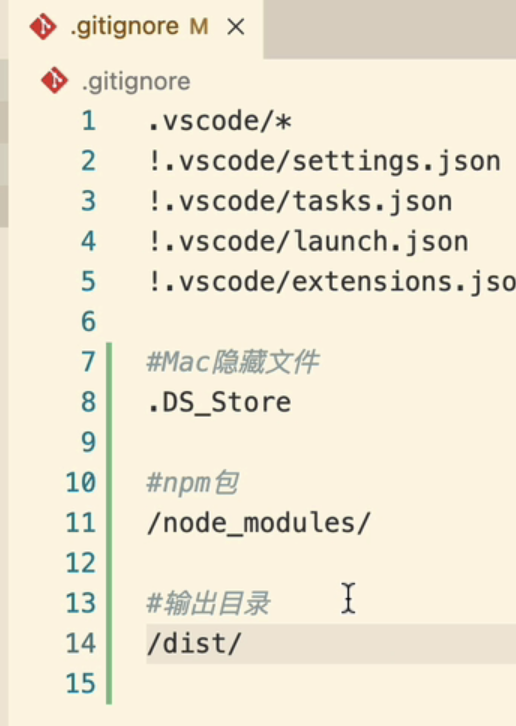 .gitignore M ×
.gitignore
1 .vscode/*
2 !.vscode/settings.json
3 !.vscode/tasks.json
4 !.vscode/launch.json
5 !.vscode/extensions.jso
6
7 #Mac隐藏文件
8 .DS_Store
9
10 #npm包
11 /node_modules/
12
13 #输出目录
14 /dist/
15